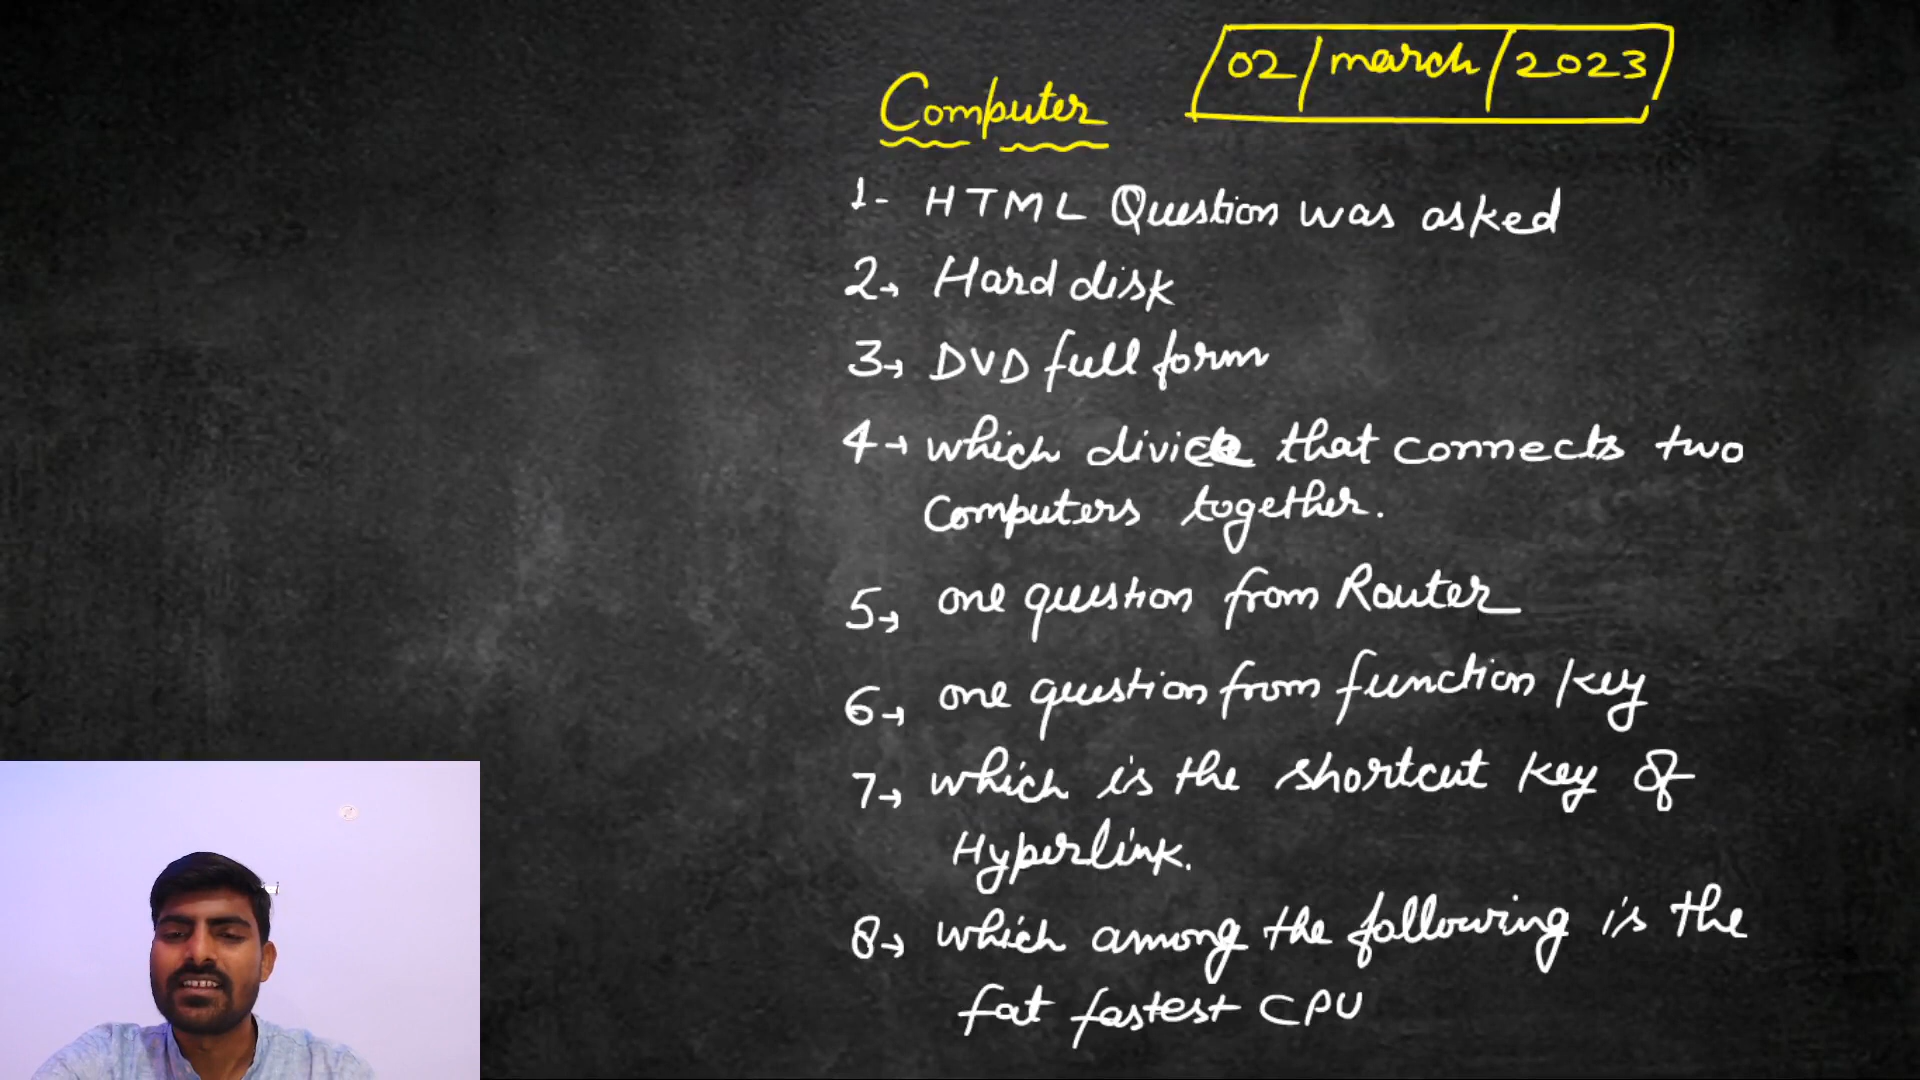 02/march/2023
Computer
1- HTML Question was asked
2→ Hard disk
3→ DVD full form
4→ which divice that connects two
Computers together.
5→ one question from Router
6→ one question from function key
7→ which is the shortcut key of
Hyperlink.
8→ which among the following is the
fat fastest CPU